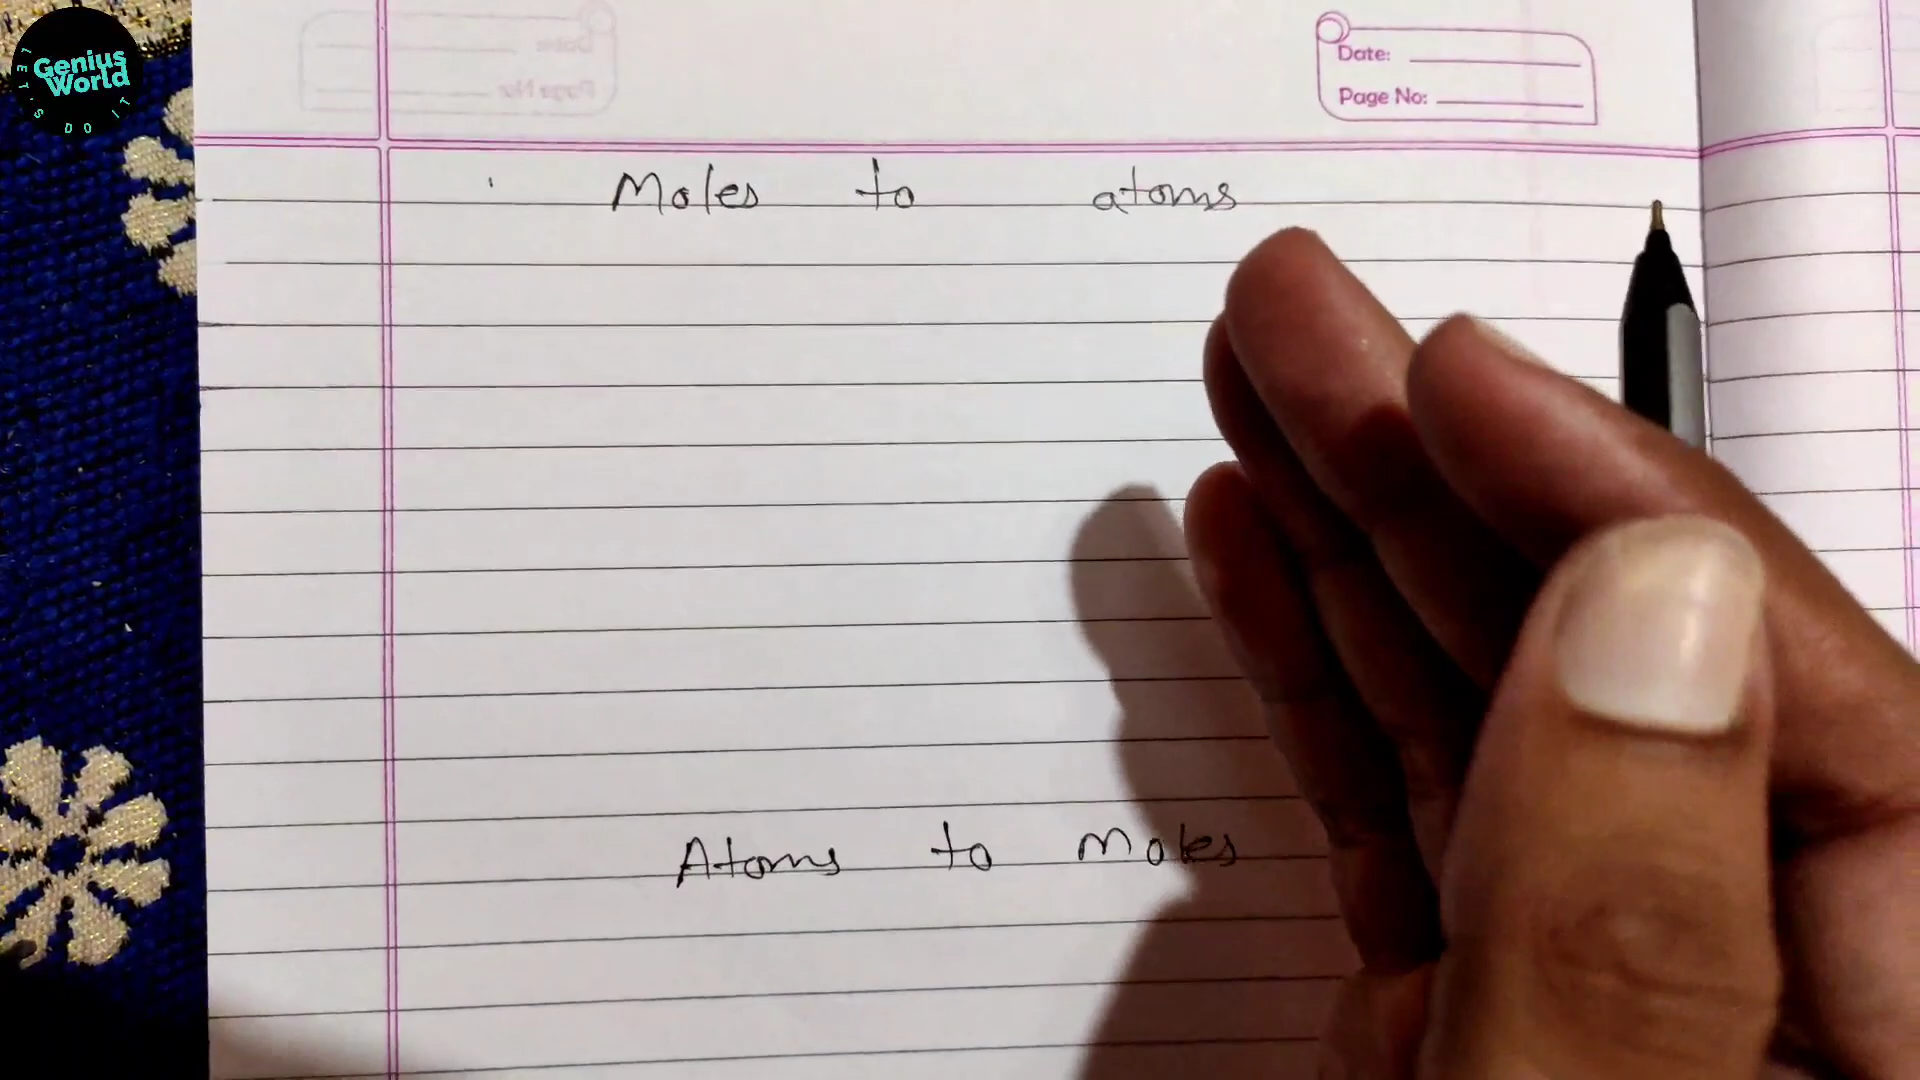 Genius
World
LET'S DO IT
Date:
Page No:
Moles to atoms
Atoms to Moles